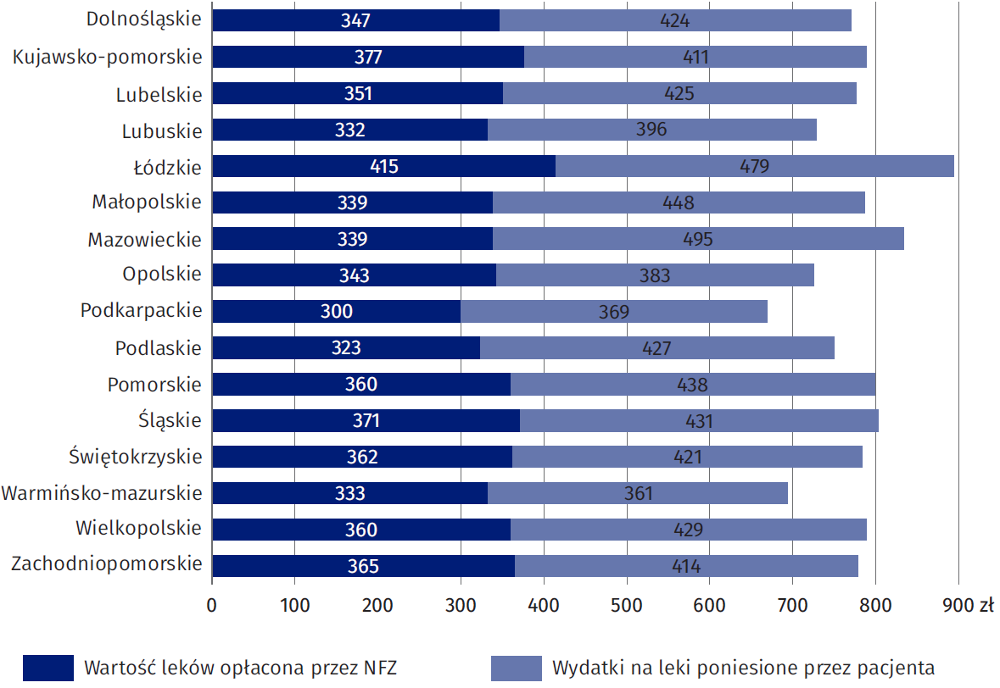 Dolnośląskie 347 424
Kujawsko-pomorskie 377 411
Lubelskie 351 425
Lubuskie 332 396
Łódzkie 415 479
Małopolskie 339 448
Mazowieckie 339 495
Opolskie 343 383
Podkarpackie 300 369
Podlaskie 323 427
Pomorskie 360 438
Śląskie 371 431
Świętokrzyskie 362 421
Warmińsko-mazurskie 333 361
Wielkopolskie 360 429
Zachodniopomorskie 365 414
0 100 200 300 400 500 600 700 800 900 zł
Wartość leków opłacona przez NFZ Wydatki na leki poniesione przez pacjenta